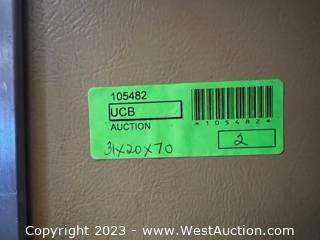 105482
UCB
AUCTION
*105482*
31x20x70
2
Copyright © 2023 - www.WestAuction.com